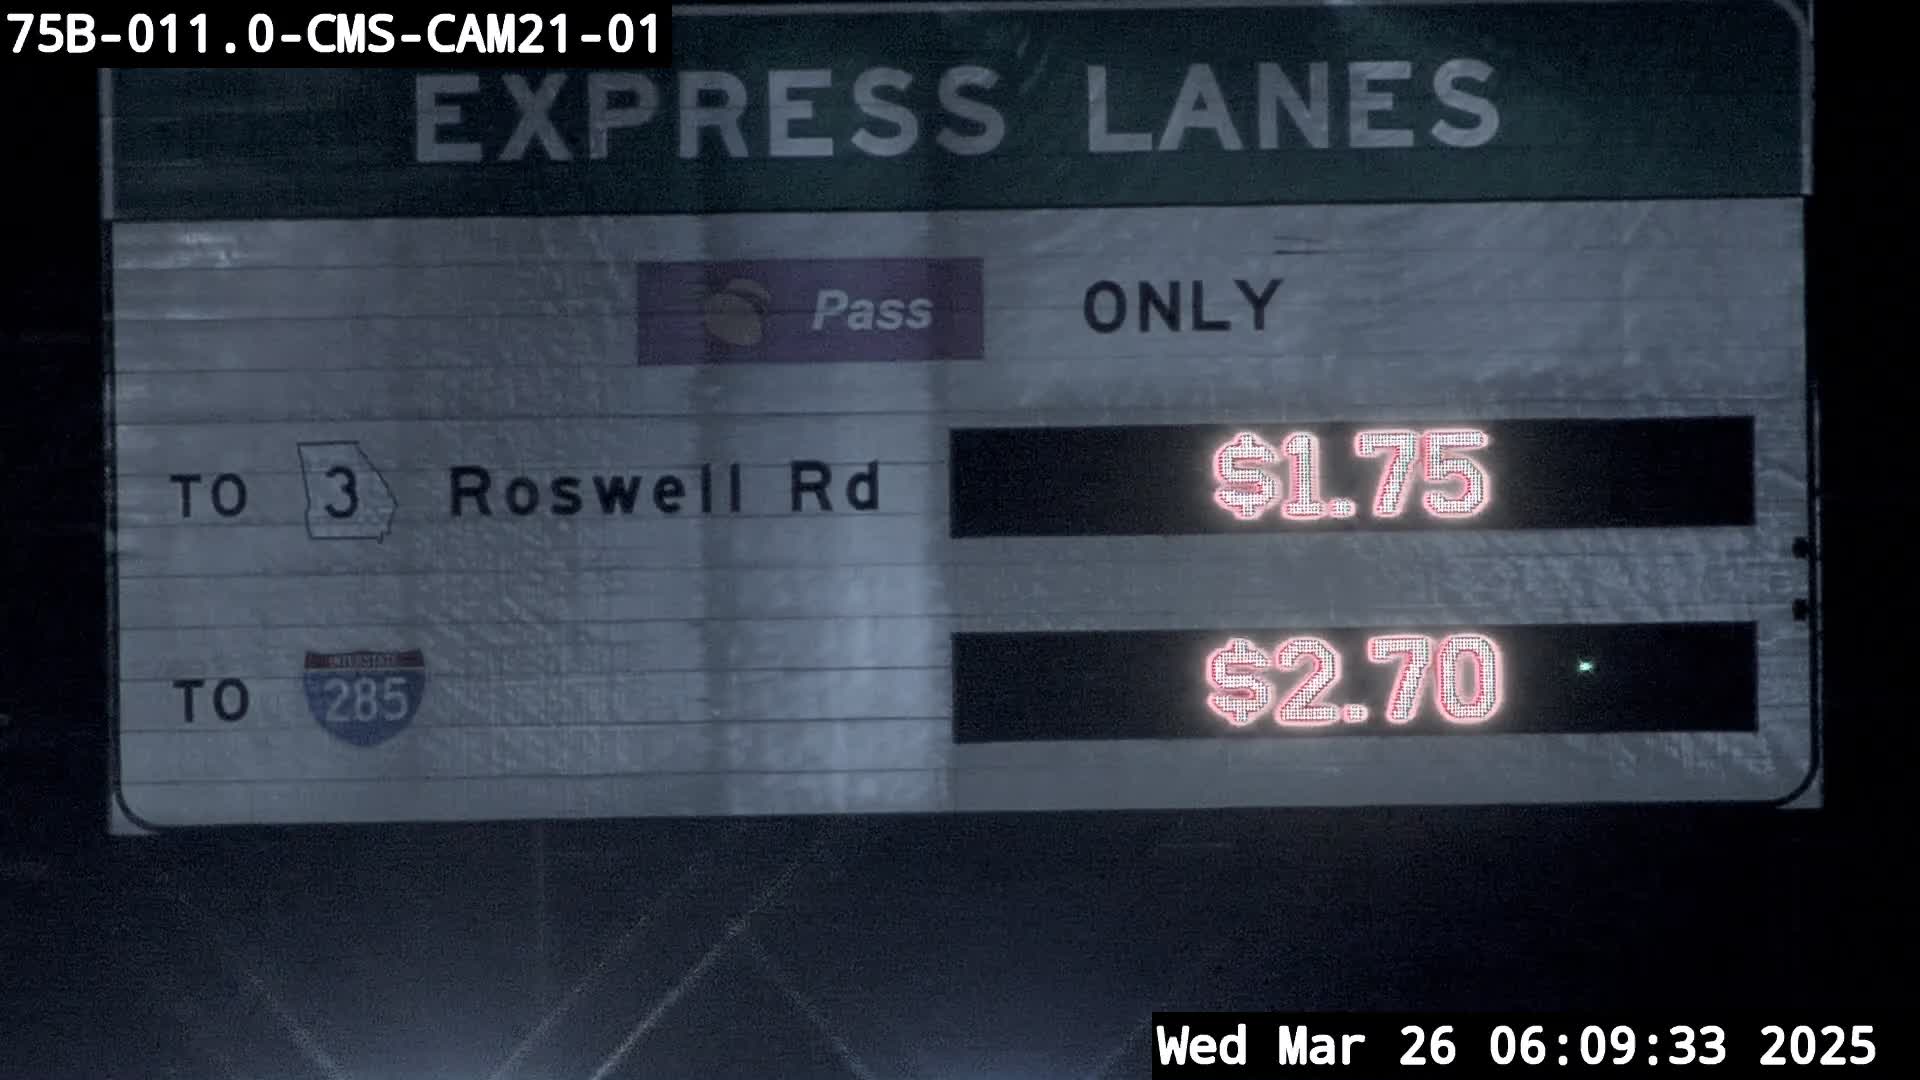 75B-011.0-CMS-CAM21-01
EXPRESS LANES
Pass ONLY
TO 3 Roswell Rd $1.75
TO INTERSTATE 285 $2.70
Wed Mar 26 06:09:33 2025